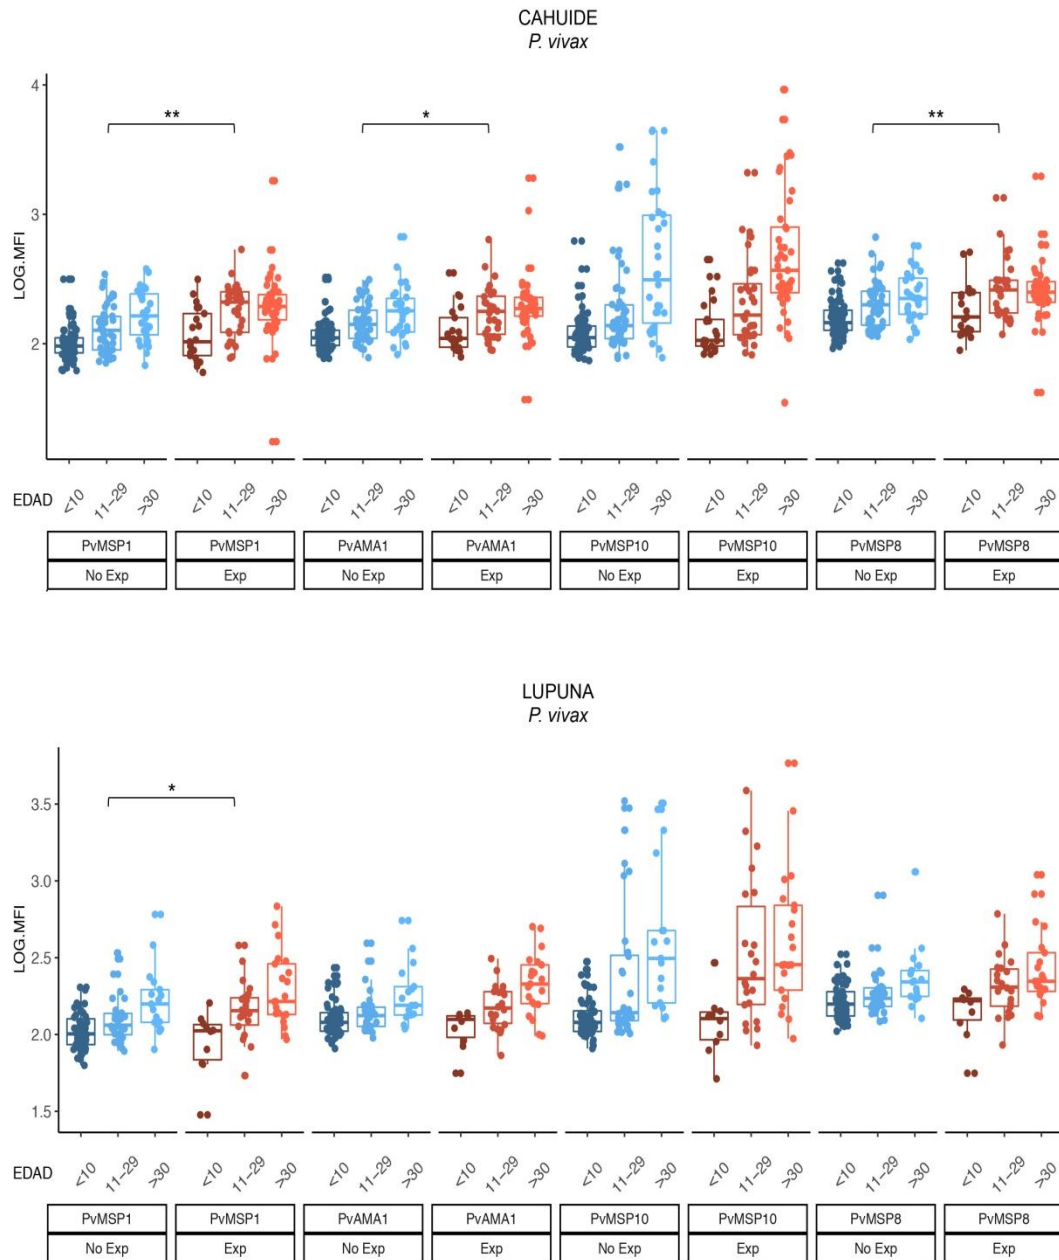 CAHUIDE
P. vivax
** * **
4
3
2
LOG.MFI
EDAD <10 11–29 >30 <10 11–29 >30 <10 11–29 >30 <10 11–29 >30 <10 11–29 >30 <10 11–29 >30 <10 11–29 >30 <10 11–29 >30
PvMSP1 PvMSP1 PvAMA1 PvAMA1 PvMSP10 PvMSP10 PvMSP8 PvMSP8
No Exp Exp No Exp Exp No Exp Exp No Exp Exp
LUPUNA
P. vivax
*
3.5
3.0
2.5
2.0
1.5
LOG.MFI
EDAD <10 11–29 >30 <10 11–29 >30 <10 11–29 >30 <10 11–29 >30 <10 11–29 >30 <10 11–29 >30 <10 11–29 >30 <10 11–29 >30
PvMSP1 PvMSP1 PvAMA1 PvAMA1 PvMSP10 PvMSP10 PvMSP8 PvMSP8
No Exp Exp No Exp Exp No Exp Exp No Exp Exp